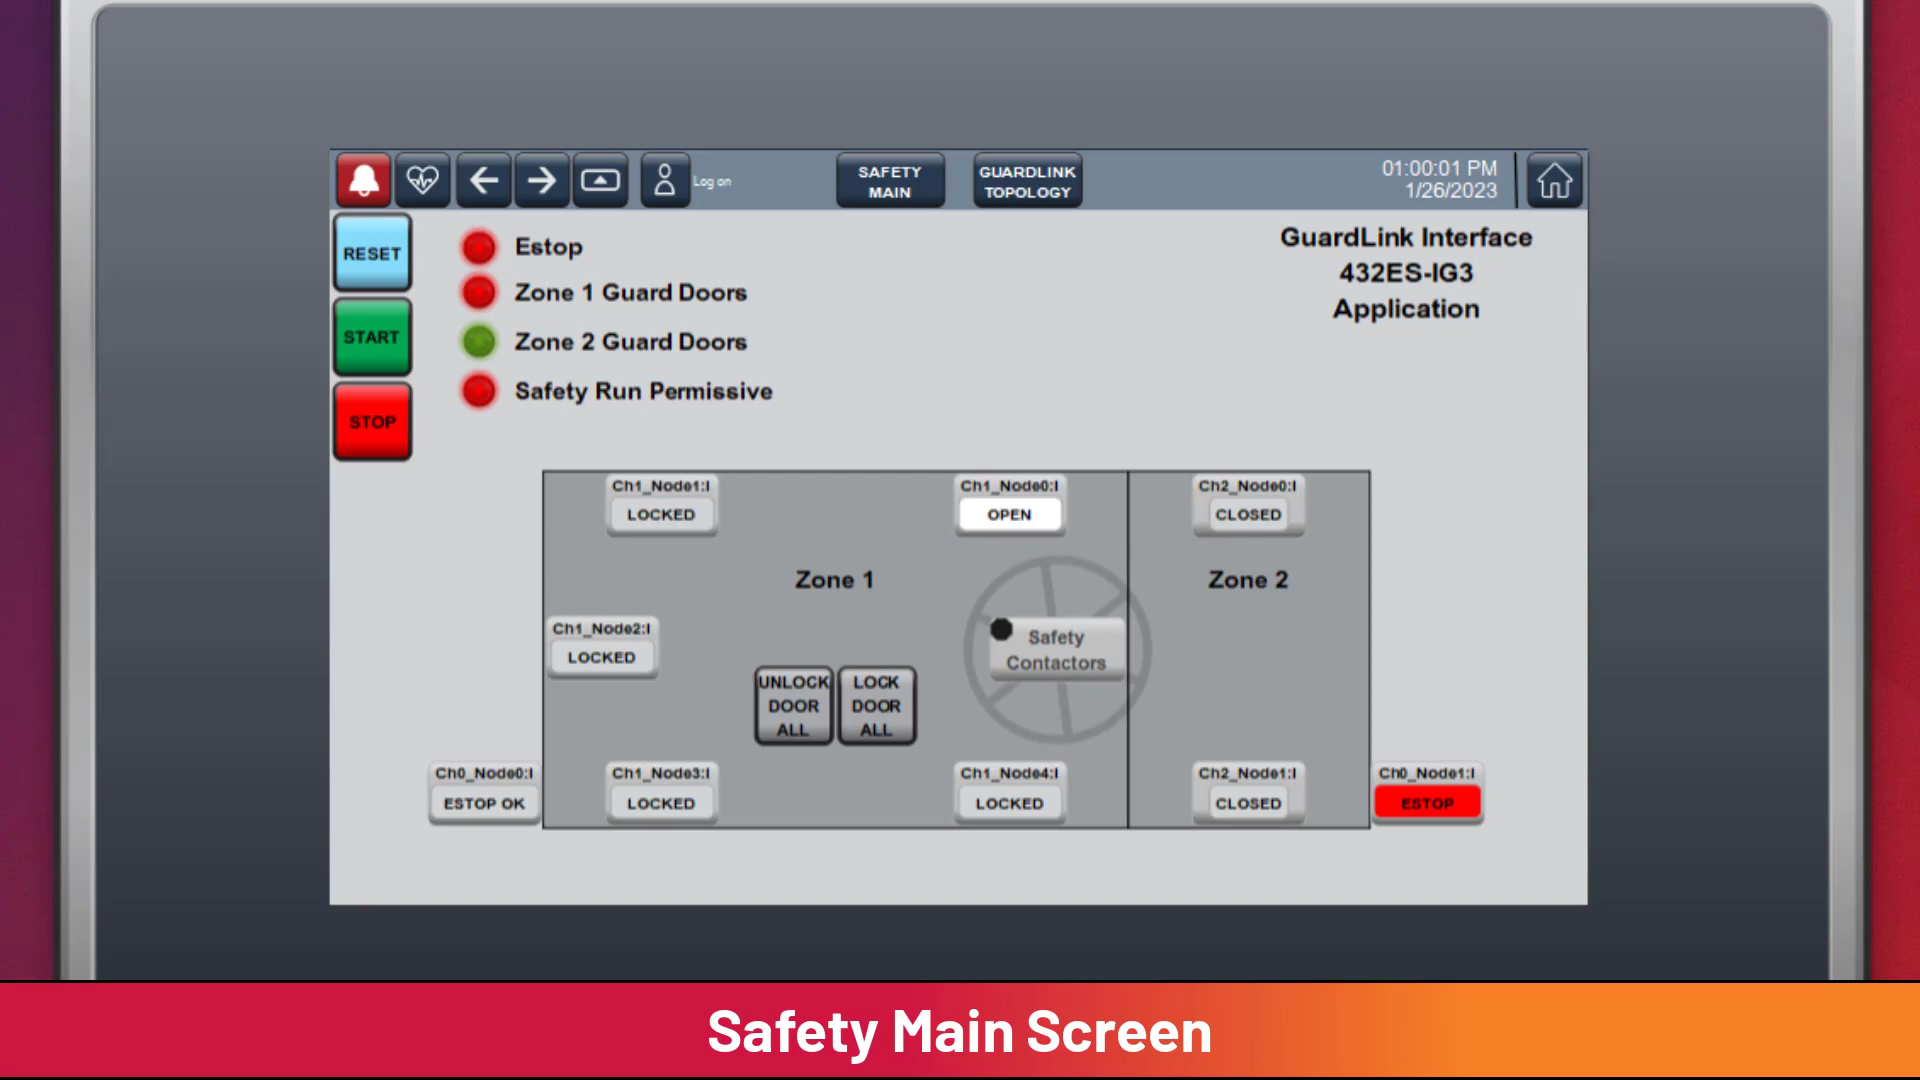 Log on
SAFETY
MAIN
GUARDLINK
TOPOLOGY
01:00:01 PM
1/26/2023
RESET
START
STOP
Estop
Zone 1 Guard Doors
Zone 2 Guard Doors
Safety Run Permissive
GuardLink Interface
432ES-IG3
Application
Ch1_Node1:I
LOCKED
Ch1_Node0:I
OPEN
Ch2_Node0:I
CLOSED
Zone 1
Zone 2
Ch1_Node2:I
LOCKED
Safety
Contactors
UNLOCK
DOOR
ALL
LOCK
DOOR
ALL
Ch0_Node0:I
ESTOP OK
Ch1_Node3:I
LOCKED
Ch1_Node4:I
LOCKED
Ch2_Node1:I
CLOSED
Ch0_Node1:I
ESTOP
Safety Main Screen